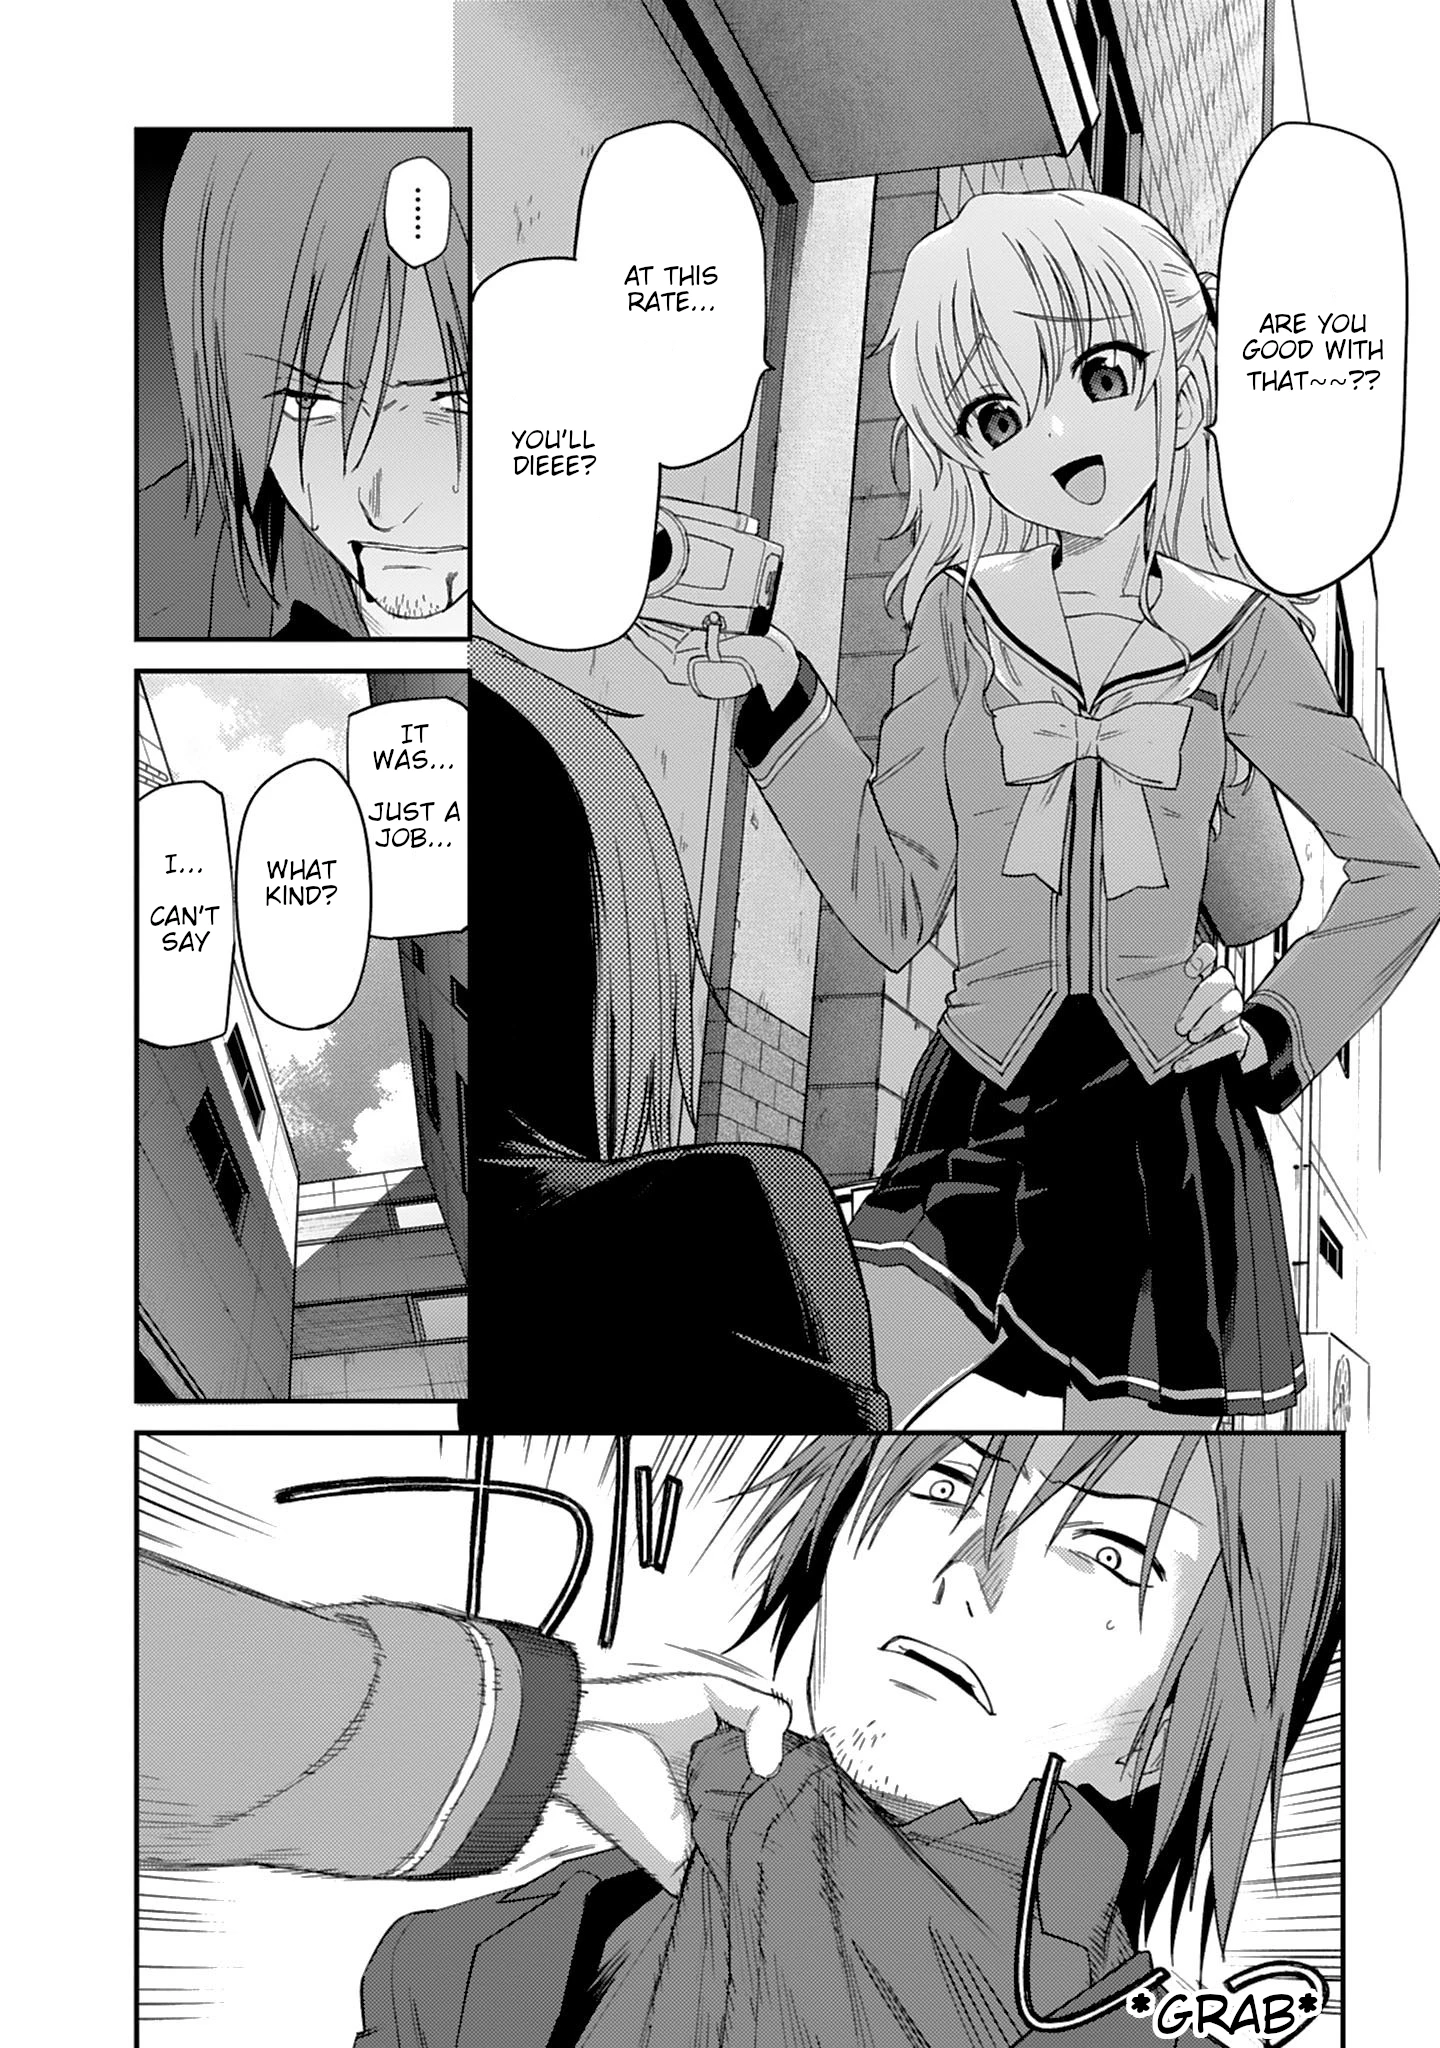 ARE YOU
GOOD WITH
THAT~~??
AT THIS
RATE...
YOU'LL
DIEEE?
......
IT
WAS...
JUST A
JOB...
WHAT
KIND?
I...
CAN'T
SAY
*GRAB*